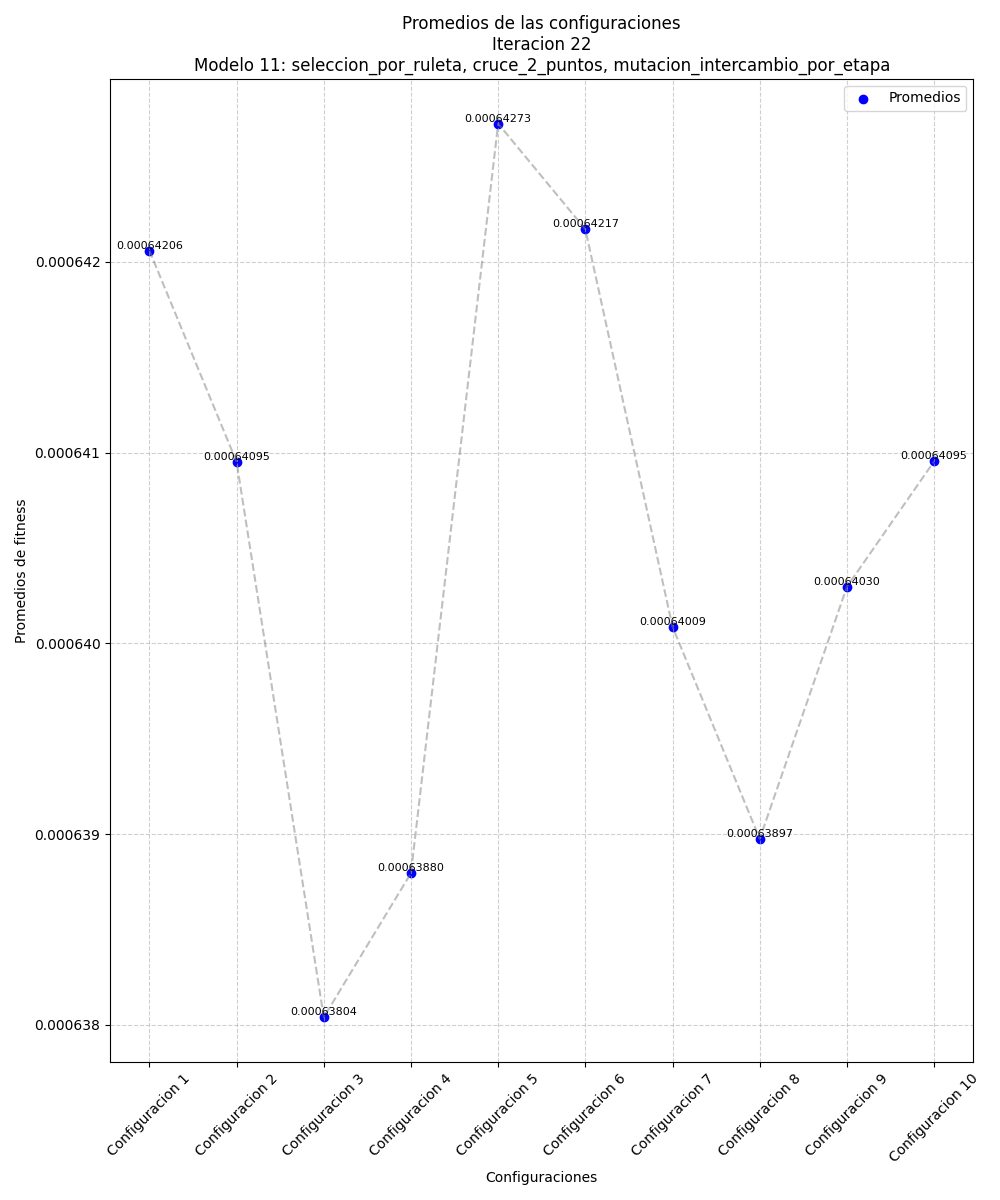 Promedios de las configuraciones
Iteracion 22
Modelo 11: seleccion_por_ruleta, cruce_2_puntos, mutacion_intercambio_por_etapa
Promedios
0.00064273
0.00064217
0.00064206
0.000642
0.00064095
0.00064095
0.000641
0.00064009
0.00064030
0.000640
0.00063897
0.000639
0.00063880
0.00063804
0.000638
Promedios de fitness
Configuracion 1
Configuracion 2
Configuracion 3
Configuracion 4
Configuracion 5
Configuracion 6
Configuracion 7
Configuracion 8
Configuracion 9
Configuracion 10
Configuraciones